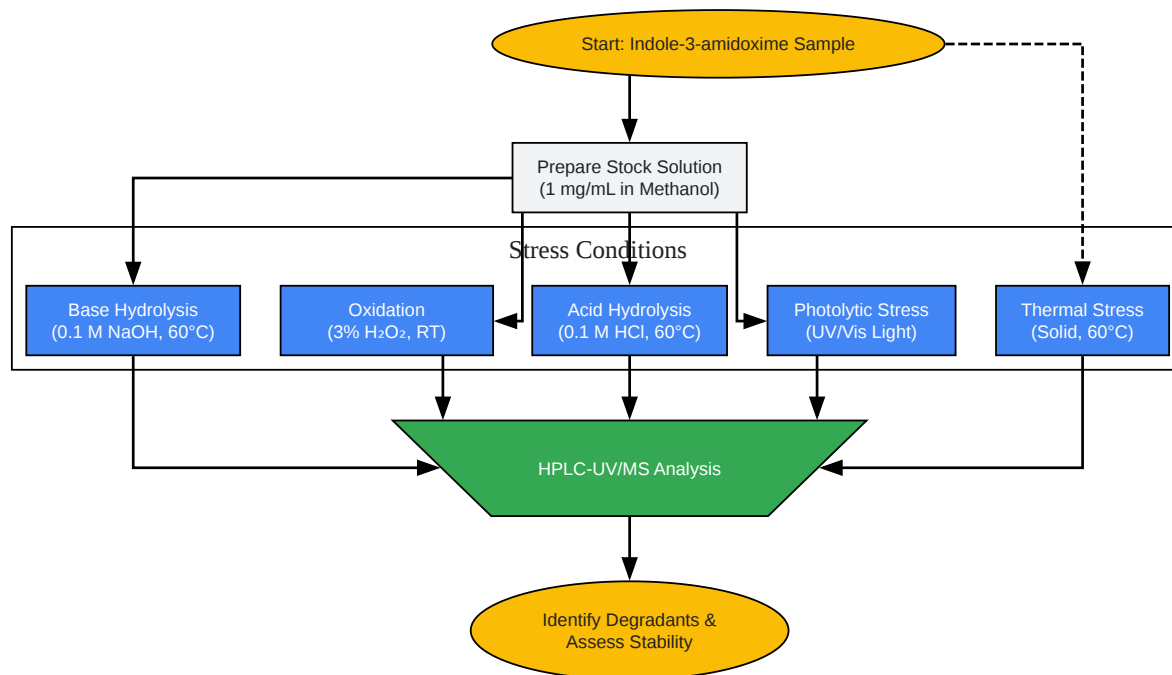 Start: Indole-3-amidoxime Sample
Prepare Stock Solution
(1 mg/mL in Methanol)
Stress Conditions
Base Hydrolysis
(0.1 M NaOH, 60°C)
Oxidation
(3% H₂O₂, RT)
Acid Hydrolysis
(0.1 M HCl, 60°C)
Photolytic Stress
(UV/Vis Light)
Thermal Stress
(Solid, 60°C)
HPLC-UV/MS Analysis
Identify Degradants &
Assess Stability